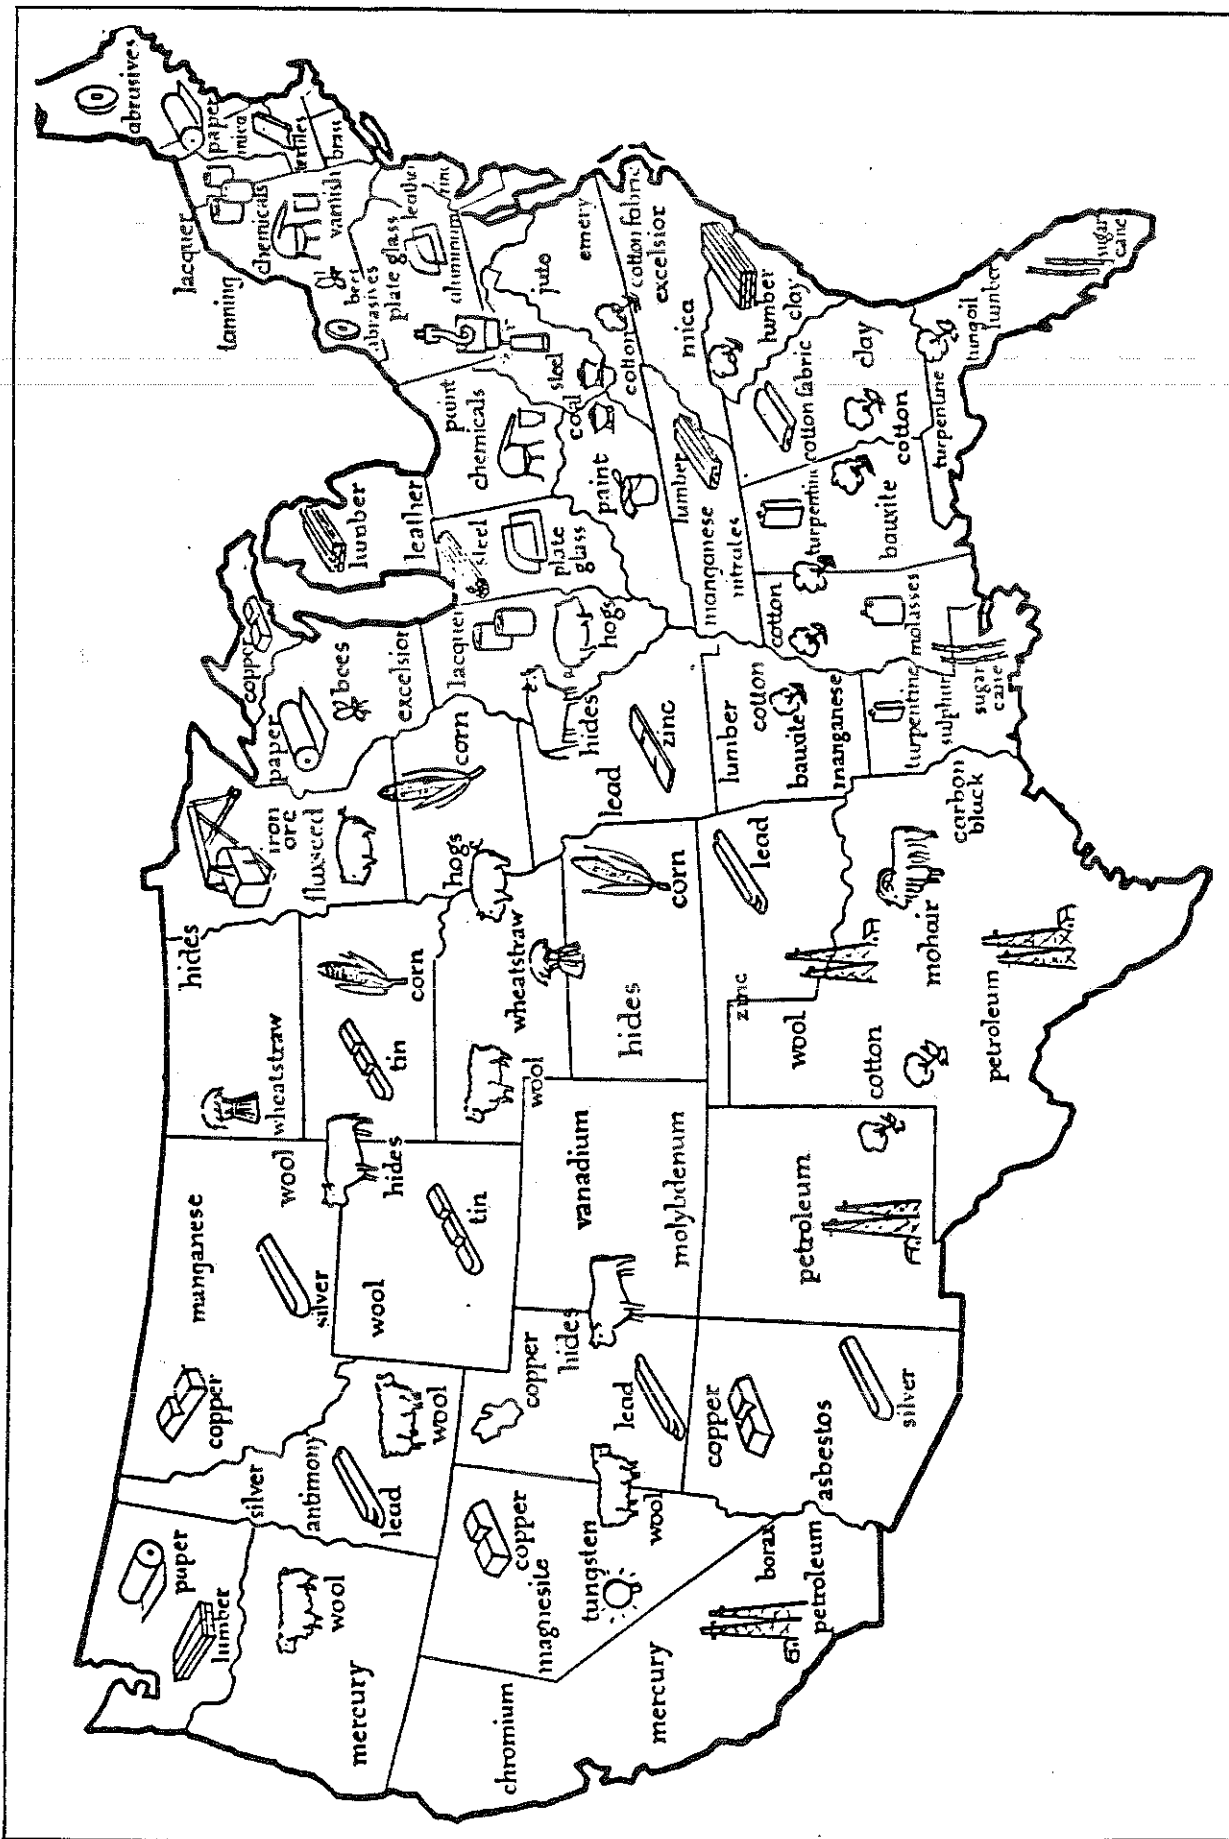 paper
lumber
mercury
wool
silver
antimony
lead
wool
copper
manganese
silver
wool
hides
wool
tin
chromium
mercury
borax
petroleum
copper
magnesite
tungsten
wool
copper
hides
lead
copper
asbestos
silver
vanadium
molybdenum
petroleum
hides
wheatstraw
tin
corn
wool
wheatstraw
hogs
hides
corn
zinc
lead
wool
cotton
mohair
petroleum
carbon
black
iron
ore
flaxseed
corn
hides
lead
zinc
lumber
cotton
bauxite
manganese
turpentine
sulphur
sugar
cane
copper
paper
bees
excelsior
lacquer
hogs
lumber
leather
steel
plate
glass
paint
chemicals
coal
paint
steel
lumber
manganese
nitrates
cotton
molasses
turpentine
bauxite
cotton
cotton fabric
clay
turpentine
tung oil
lumber
sugar
cane
lumber
clay
mica
excelsior
cotton
cotton fabric
emery
jute
aluminum
plate glass
abrasives
leather
zinc
tanning
lacquer
chemicals
varnish
bees
abrusives
paper
mica
textiles
brass